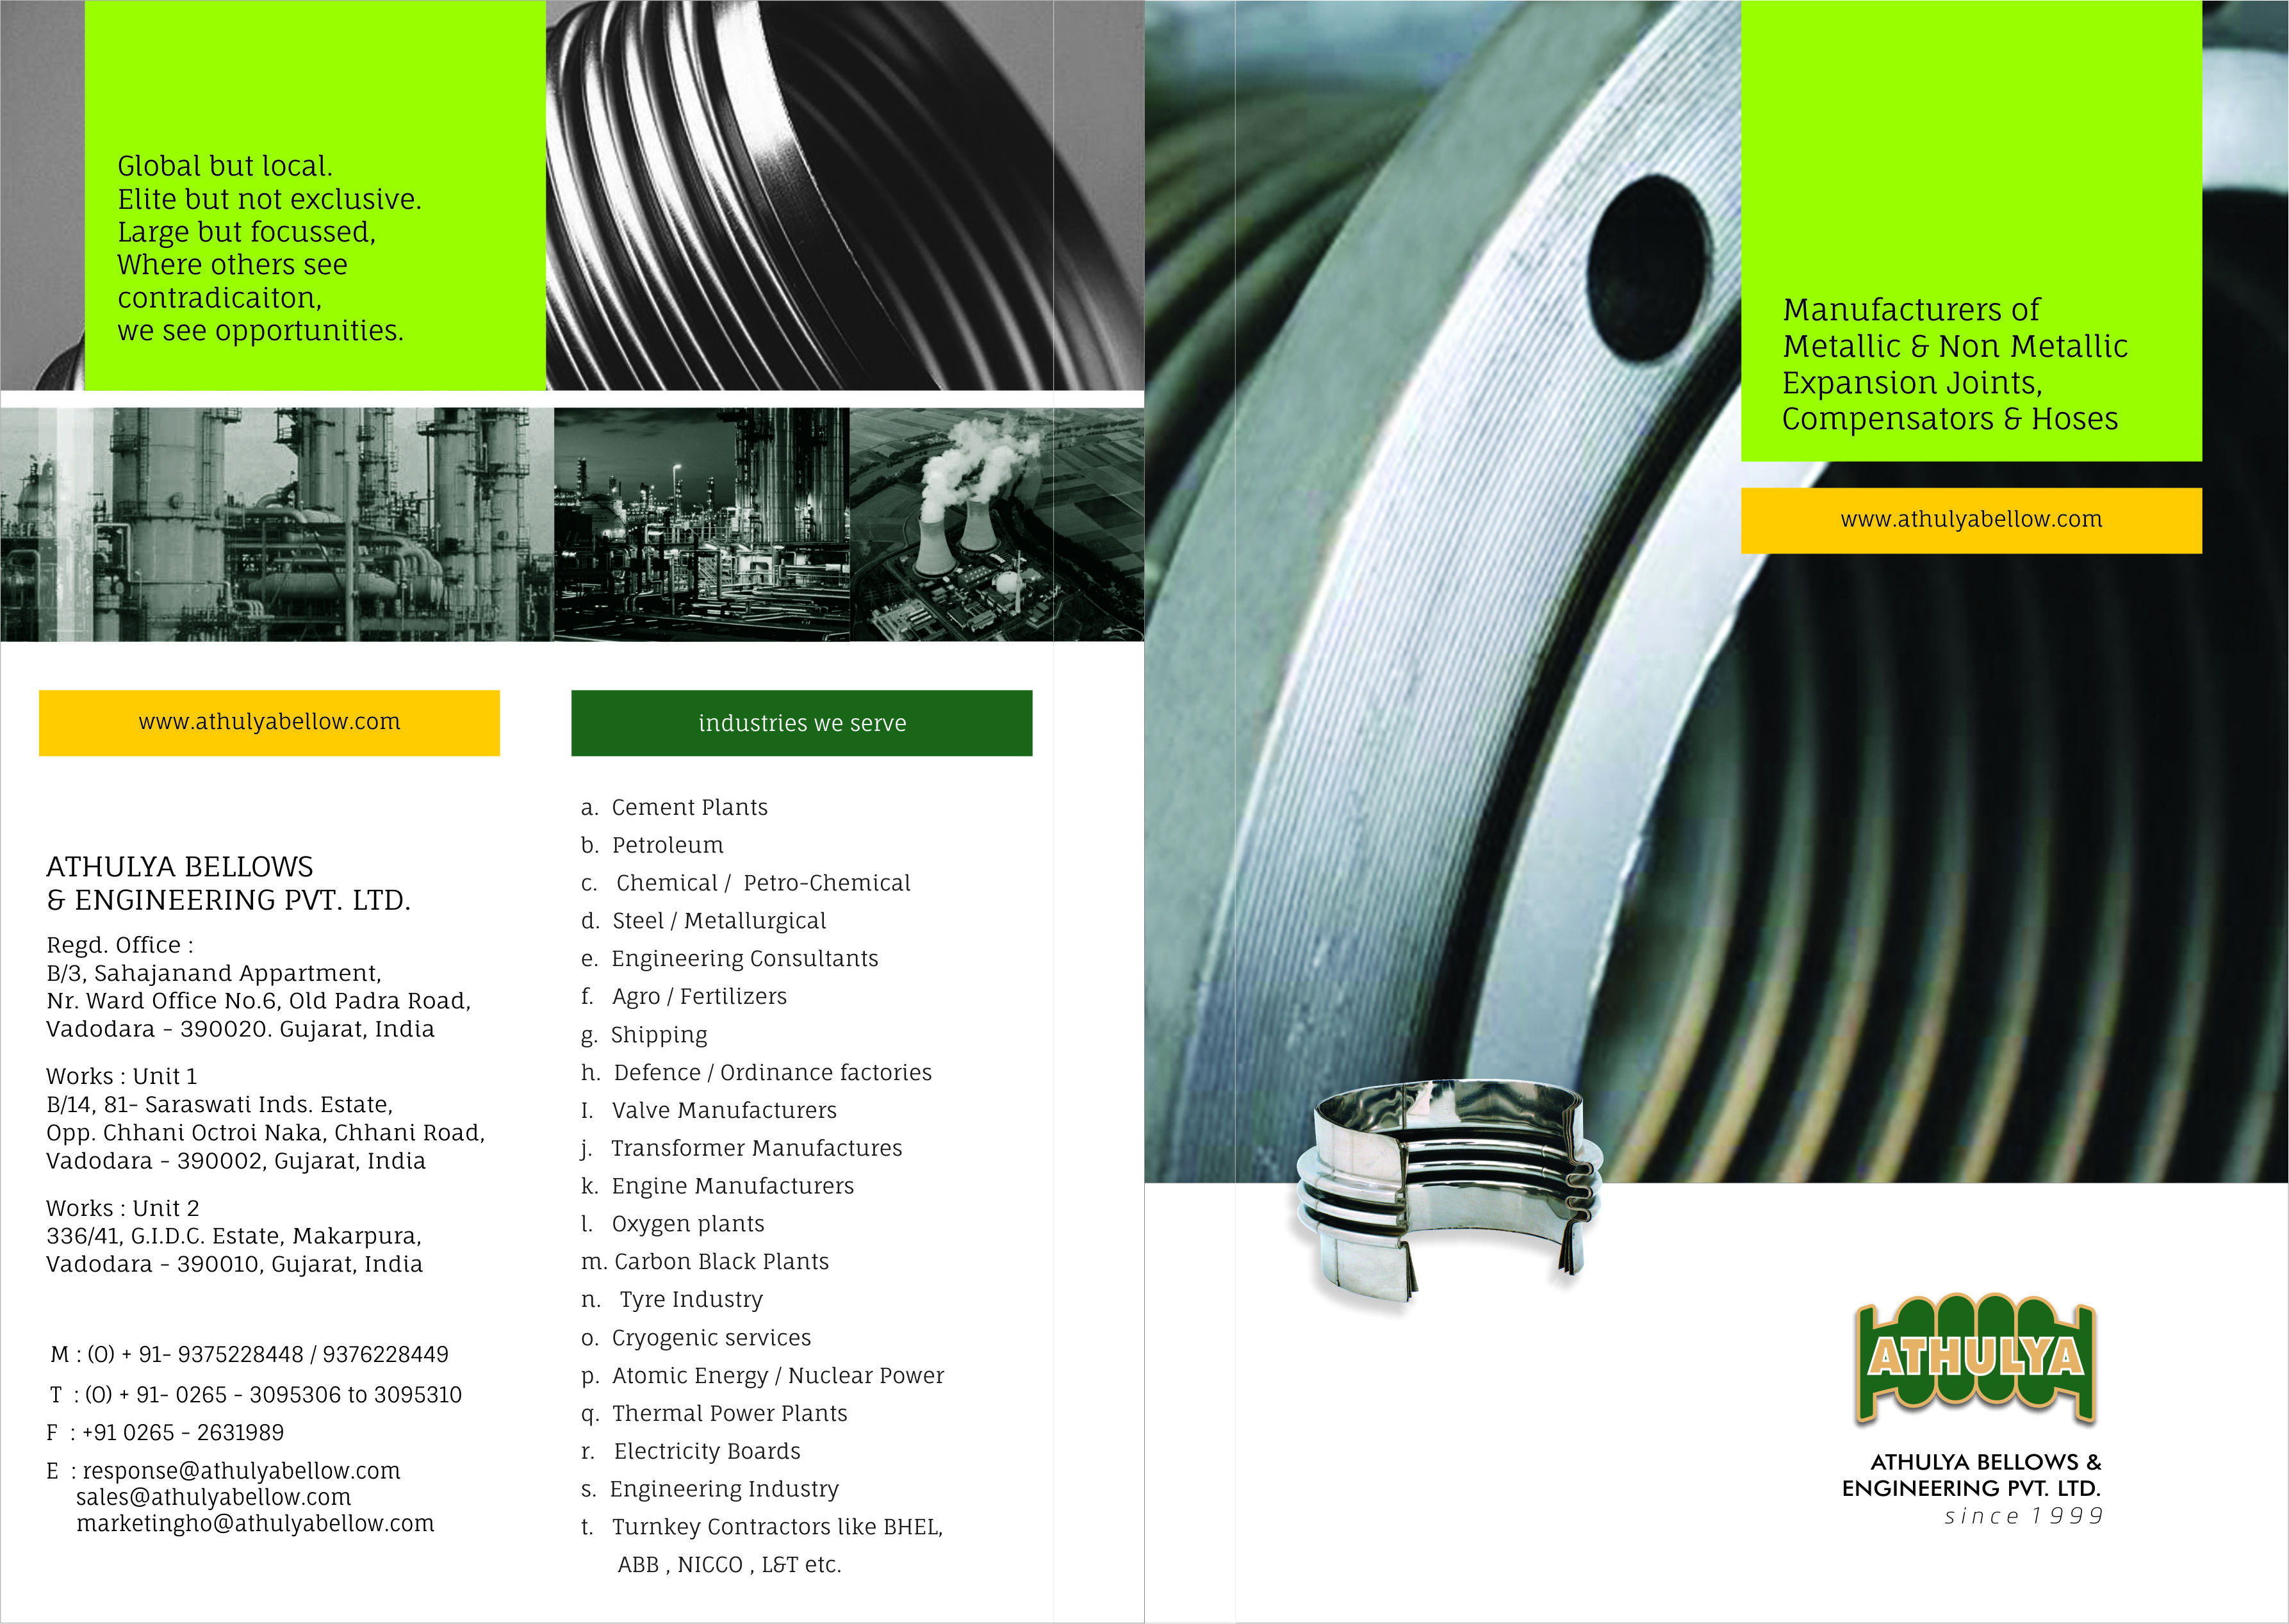 Global but local.
Elite but not exclusive.
Large but focussed,
Where others see
contradicaiton,
we see opportunities.
www.athulyabellow.com
ATHULYA BELLOWS
& ENGINEERING PVT. LTD.
Regd. Office :
B/3, Sahajanand Appartment,
Nr. Ward Office No.6, Old Padra Road,
Vadodara - 390020. Gujarat, India
Works : Unit 1
B/14, 81- Saraswati Inds. Estate,
Opp. Chhani Octroi Naka, Chhani Road,
Vadodara - 390002, Gujarat, India
Works : Unit 2
336/41, G.I.D.C. Estate, Makarpura,
Vadodara - 390010, Gujarat, India
M : (O) + 91- 9375228448 / 9376228449
T : (O) + 91- 0265 - 3095306 to 3095310
F : +91 0265 - 2631989
E : response@athulyabellow.com
sales@athulyabellow.com
marketingho@athulyabellow.com
industries we serve
a. Cement Plants
b. Petroleum
c. Chemical / Petro-Chemical
d. Steel / Metallurgical
e. Engineering Consultants
f. Agro / Fertilizers
g. Shipping
h. Defence / Ordinance factories
I. Valve Manufacturers
j. Transformer Manufactures
k. Engine Manufacturers
l. Oxygen plants
m. Carbon Black Plants
n. Tyre Industry
o. Cryogenic services
p. Atomic Energy / Nuclear Power
q. Thermal Power Plants
r. Electricity Boards
s. Engineering Industry
t. Turnkey Contractors like BHEL,
ABB , NICCO , L&T etc.
Manufacturers of
Metallic & Non Metallic
Expansion Joints,
Compensators & Hoses
www.athulyabellow.com
ATHULYA
ATHULYA BELLOWS &
ENGINEERING PVT. LTD.
since 1999